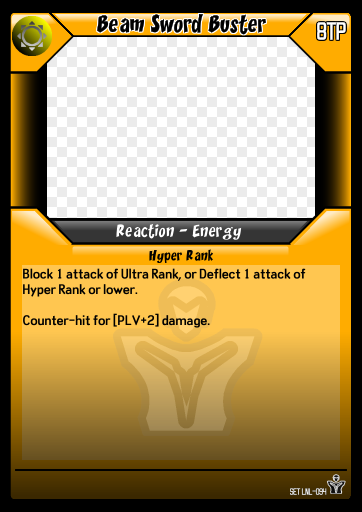 Beam Sword Buster
8TP
Reaction - Energy
Hyper Rank
Block 1 attack of Ultra Rank, or Deflect 1 attack of
Hyper Rank or lower.
Counter-hit for [PLV+2] damage.
SET LNL-094